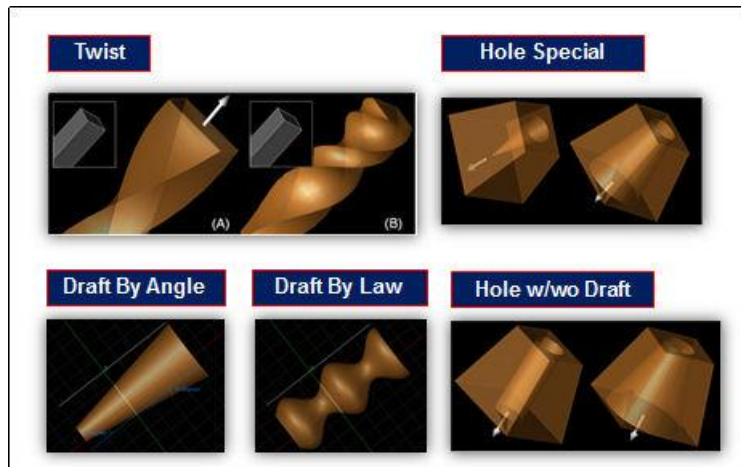 Twist
Hole Special
(A)
(B)
Draft By Angle
Draft By Law
Hole w/wo Draft